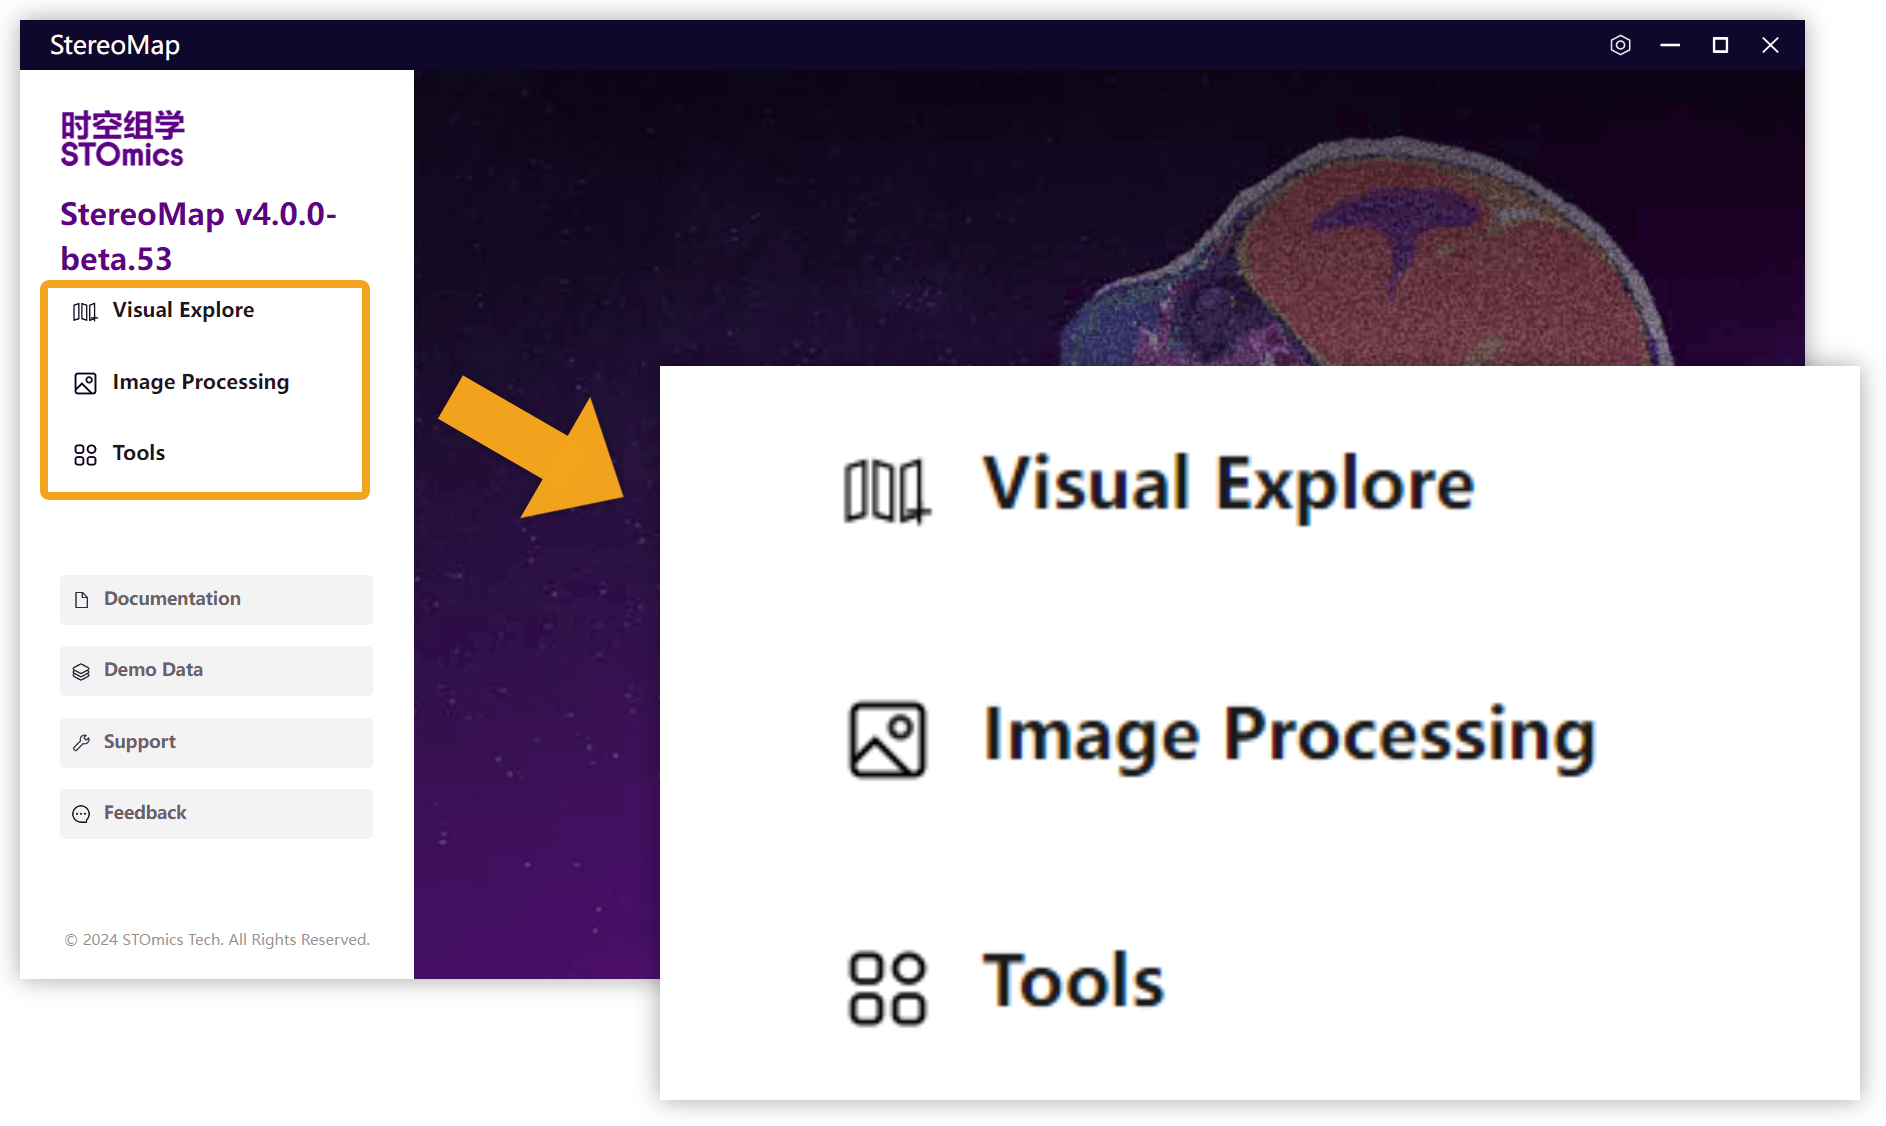 StereoMap
时空组学
STOmics
StereoMap v4.0.0-
beta.53
Visual Explore
Image Processing
Tools
Documentation
Demo Data
Support
Feedback
© 2024 STOmics Tech. All Rights Reserved.
Visual Explore
Image Processing
Tools